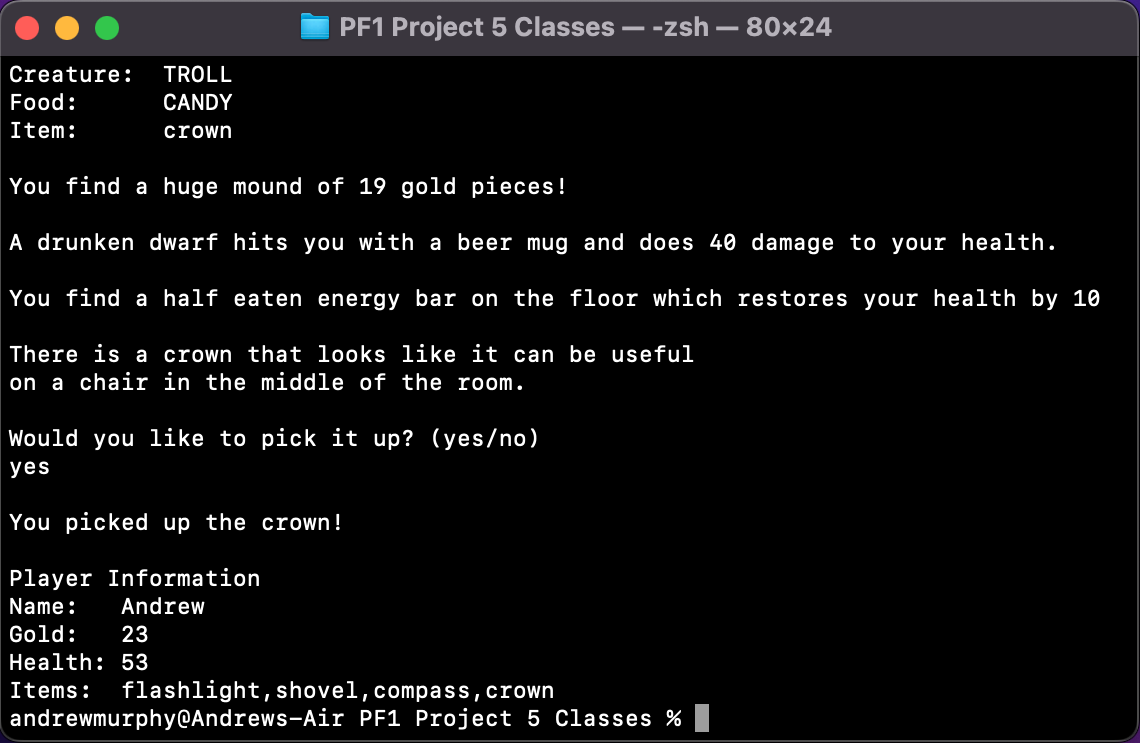 PF1 Project 5 Classes — -zsh — 80×24
Creature:  TROLL
Food:      CANDY
Item:      crown
You find a huge mound of 19 gold pieces!
A drunken dwarf hits you with a beer mug and does 40 damage to your health.
You find a half eaten energy bar on the floor which restores your health by 10
There is a crown that looks like it can be useful
on a chair in the middle of the room.
Would you like to pick it up? (yes/no)
yes
You picked up the crown!
Player Information
Name:   Andrew
Gold:   23
Health: 53
Items:  flashlight,shovel,compass,crown
andrewmurphy@Andrews-Air PF1 Project 5 Classes %